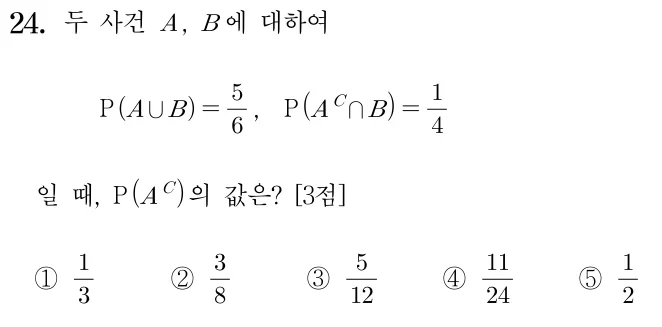 24. 두 사건 A, B에 대하여
P(A∪B)=5/6, P(A^C∩B)=1/4
일 때, P(A^C)의 값은? [3점]
① 1/3 ② 3/8 ③ 5/12 ④ 11/24 ⑤ 1/2